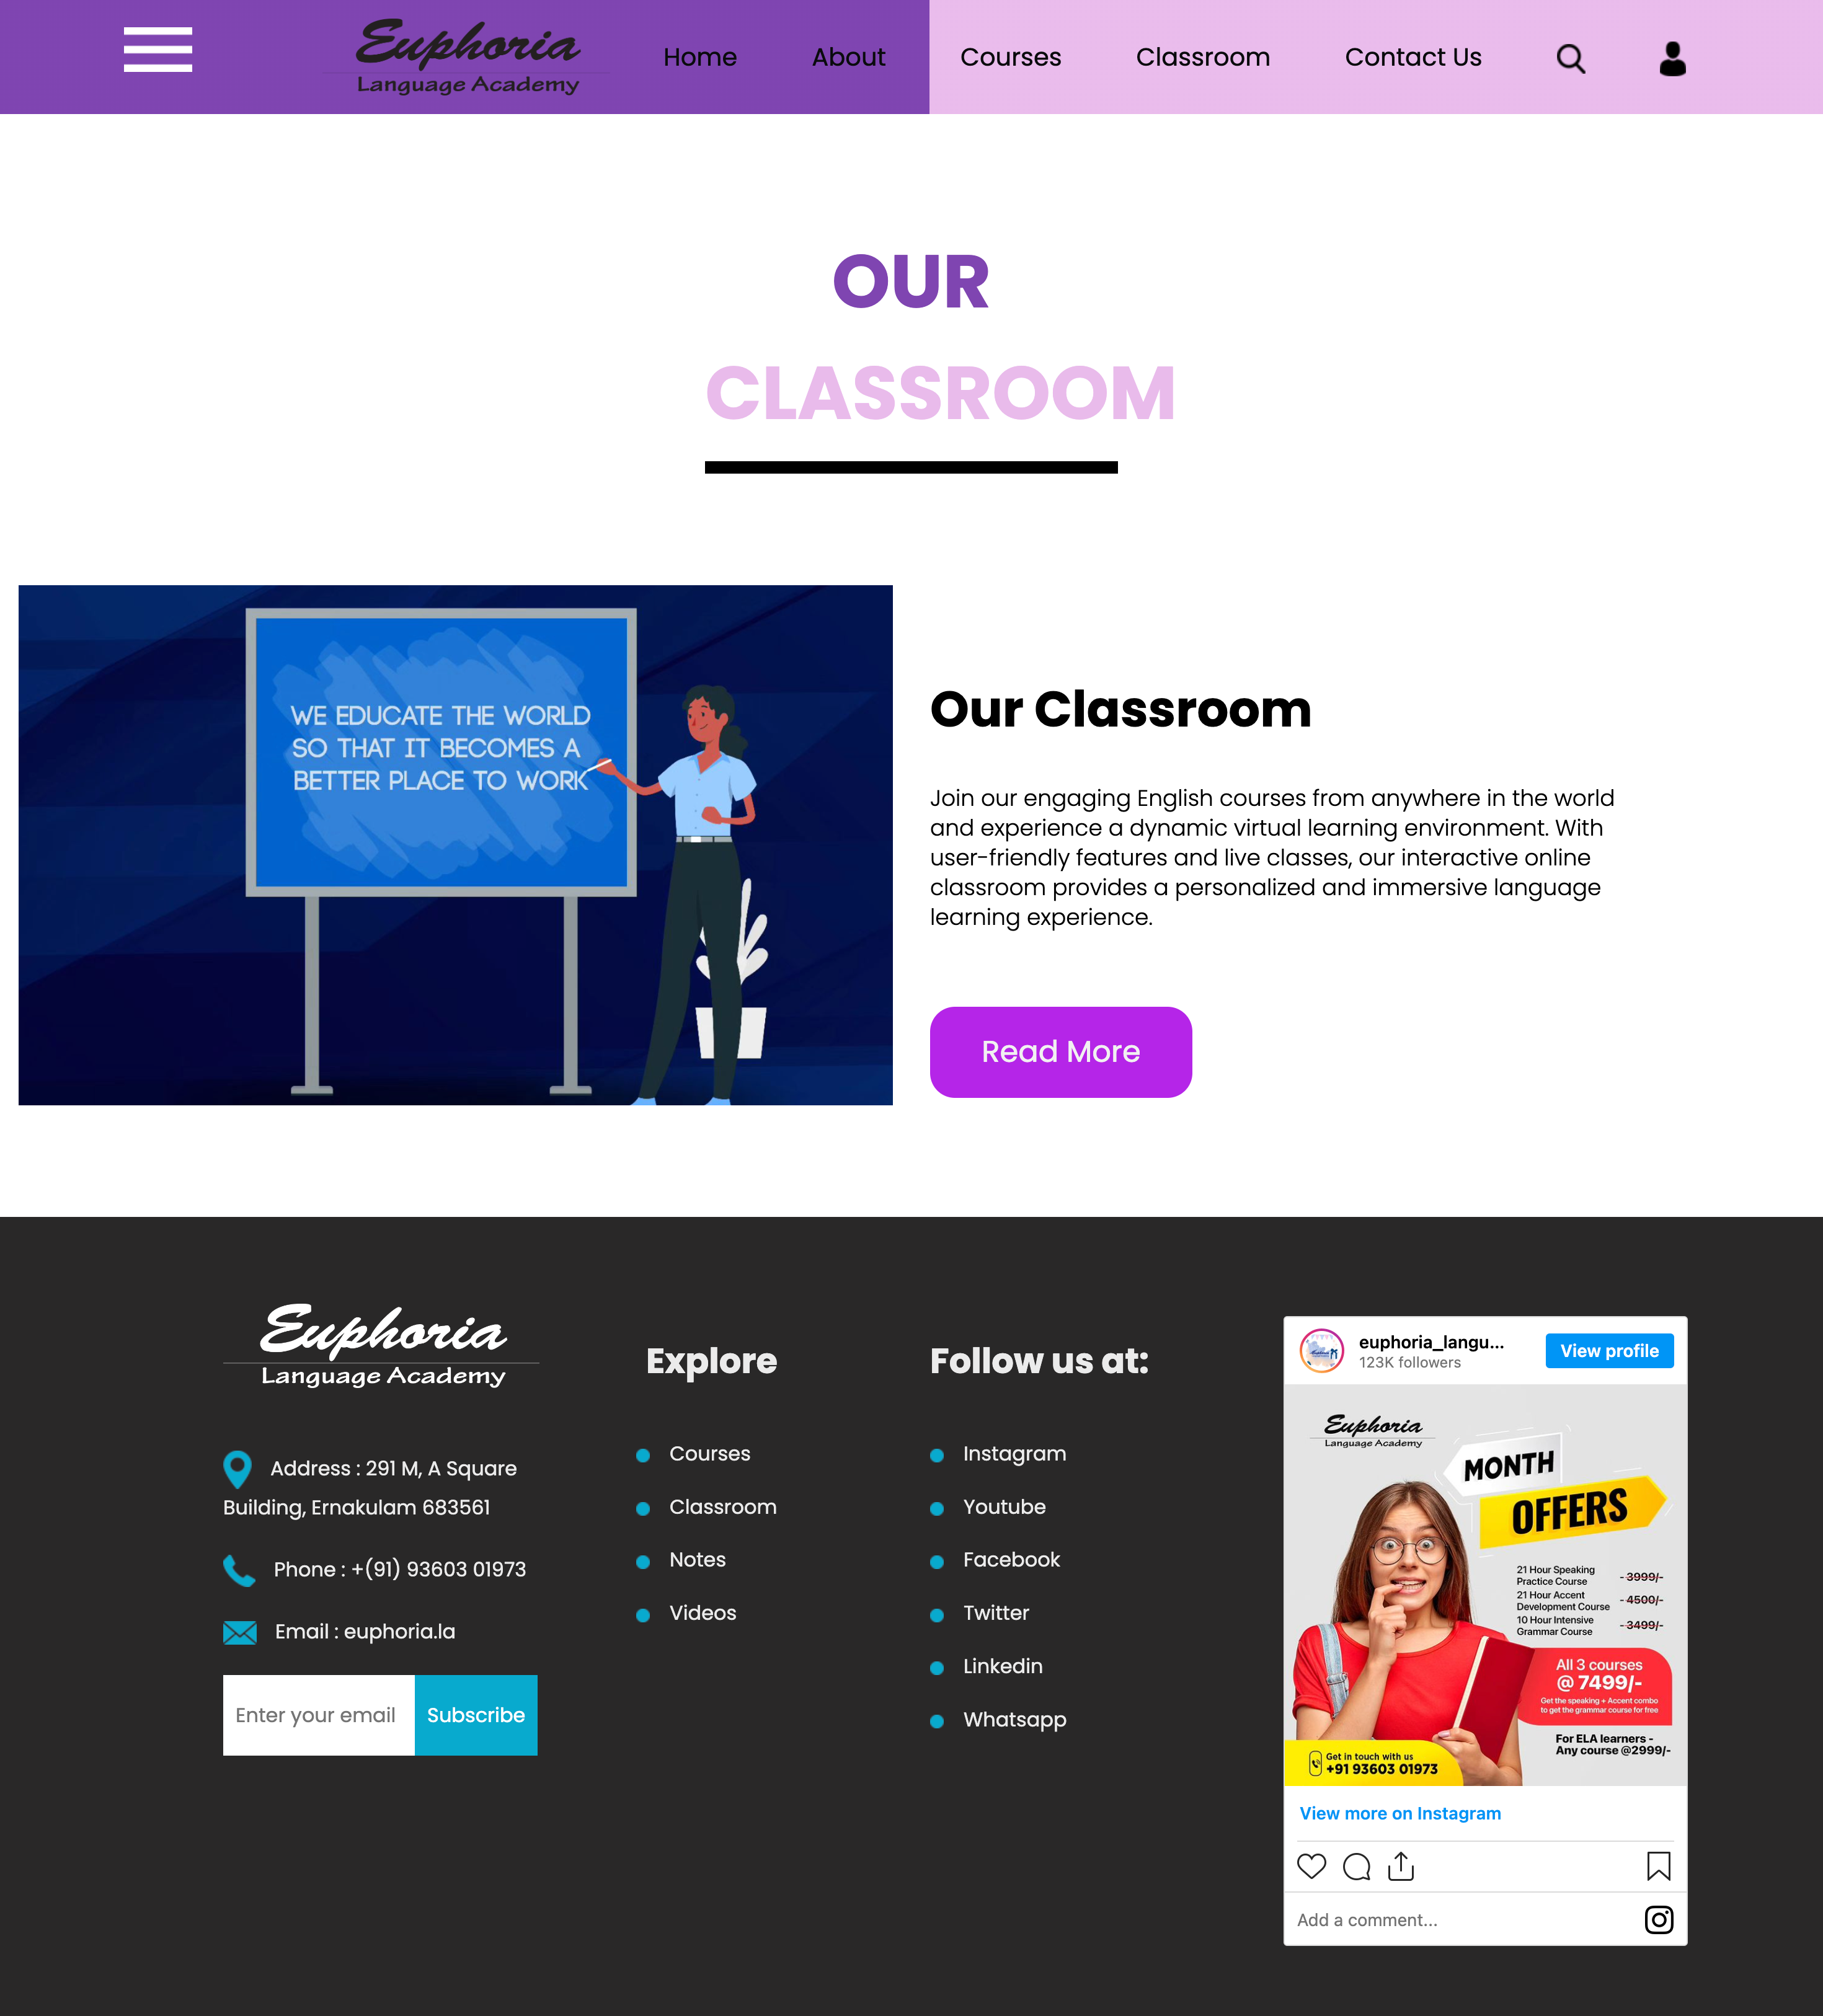 Euphoria
Language Academy
Home
About
Courses
Classroom
Contact Us
OUR
CLASSROOM
WE EDUCATE THE WORLD
SO THAT IT BECOMES A
BETTER PLACE TO WORK
Our Classroom
Join our engaging English courses from anywhere in the world
and experience a dynamic virtual learning environment. With
user-friendly features and live classes, our interactive online
classroom provides a personalized and immersive language
learning experience.
Read More
Euphoria
Language Academy
Address : 291 M, A Square
Building, Ernakulam 683561
Phone : +(91) 93603 01973
Email : euphoria.la
Enter your email
Subscribe
Explore
Courses
Classroom
Notes
Videos
Follow us at:
Instagram
Youtube
Facebook
Twitter
Linkedin
Whatsapp
euphoria_langu...
123K followers
View profile
Euphoria
Language Academy
MONTH
OFFERS
21 Hour Speaking
Practice Course - 3999/-
21 Hour Accent
Development Course - 4500/-
10 Hour Intensive
Grammar Course - 3499/-
All 3 courses
@ 7499/-
Get the speaking + Accent combo
to get the grammar course for free
For ELA learners -
Any course @2999/-
Get in touch with us
+91 93603 01973
View more on Instagram
Add a comment...